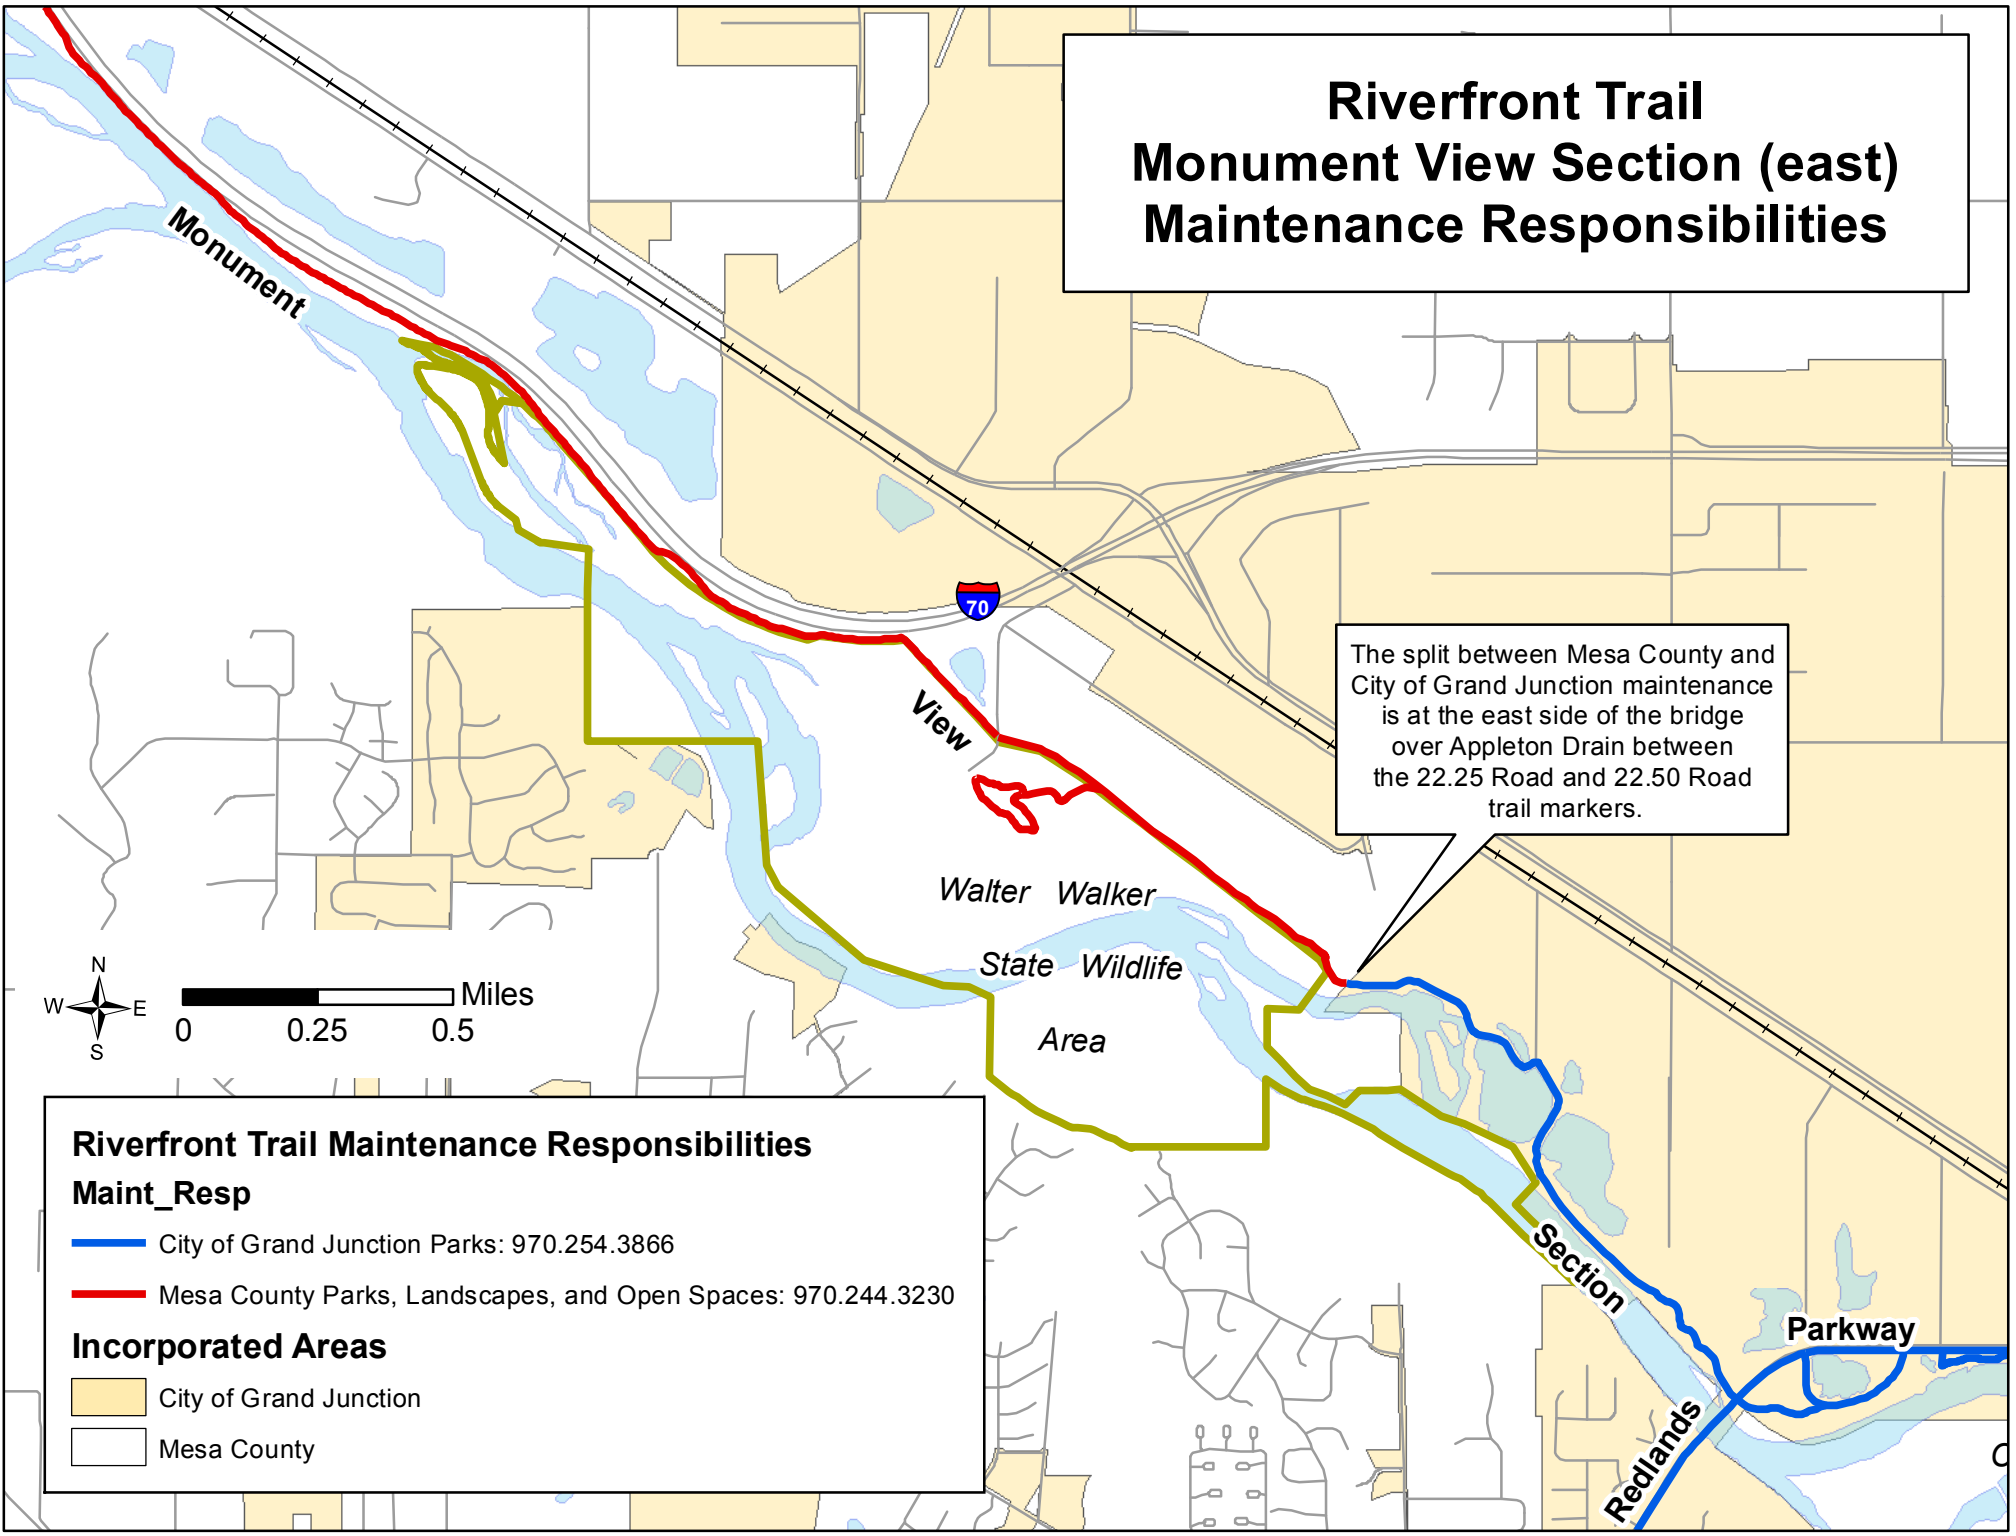 Riverfront Trail
Monument View Section (east)
Maintenance Responsibilities
Monument
70
View
The split between Mesa County and
City of Grand Junction maintenance
is at the east side of the bridge
over Appleton Drain between
the 22.25 Road and 22.50 Road
trail markers.
Walter Walker
State Wildlife
Area
N
W E
S
Miles
0 0.25 0.5
Riverfront Trail Maintenance Responsibilities
Maint_Resp
City of Grand Junction Parks: 970.254.3866
Mesa County Parks, Landscapes, and Open Spaces: 970.244.3230
Incorporated Areas
City of Grand Junction
Mesa County
Section
Parkway
Redlands